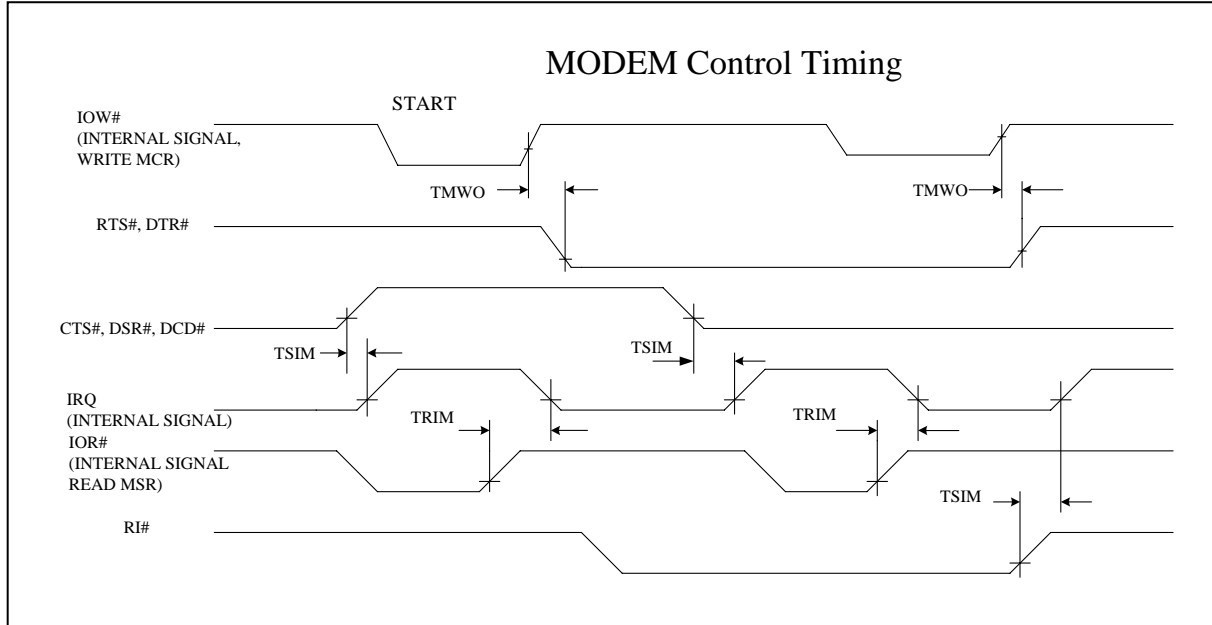 MODEM Control Timing
START
IOW#
(INTERNAL SIGNAL,
WRITE MCR)
TMWO
TMWO
RTS#, DTR#
CTS#, DSR#, DCD#
TSIM
TSIM
IRQ
(INTERNAL SIGNAL)
TRIM
TRIM
IOR#
(INTERNAL SIGNAL
READ MSR)
TSIM
RI#